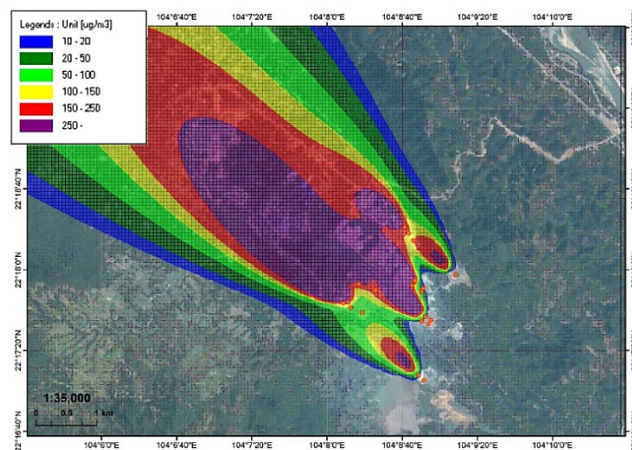 104°6'40"E 104°7'20"E 104°8'0"E 104°8'40"E 104°9'20"E 104°10'0"E
Legends : Unit [ug/m3]
10 - 20
20 - 50
50 - 100
100 - 150
150 - 250
250 -
22°18'40"N
22°18'0"N
22°17'20"N
22°16'40"N
1:35,000
0 0.5 1 km
104°6'0"E 104°6'40"E 104°7'20"E 104°8'0"E 104°8'40"E 104°9'20"E 104°10'0"E